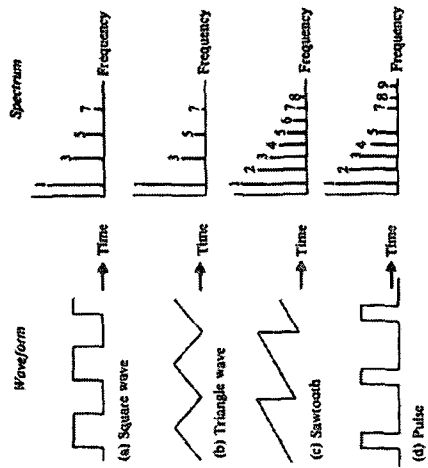 Waveform
Spectrum
1
3
5
7
Time
Frequency
(a) Square wave
1
3
5
7
Time
Frequency
(b) Triangle wave
1
2
3
4
5
6
7
8
Time
Frequency
(c) Sawtooth
1
2
3
4
5
7
8
9
Time
Frequency
(d) Pulse